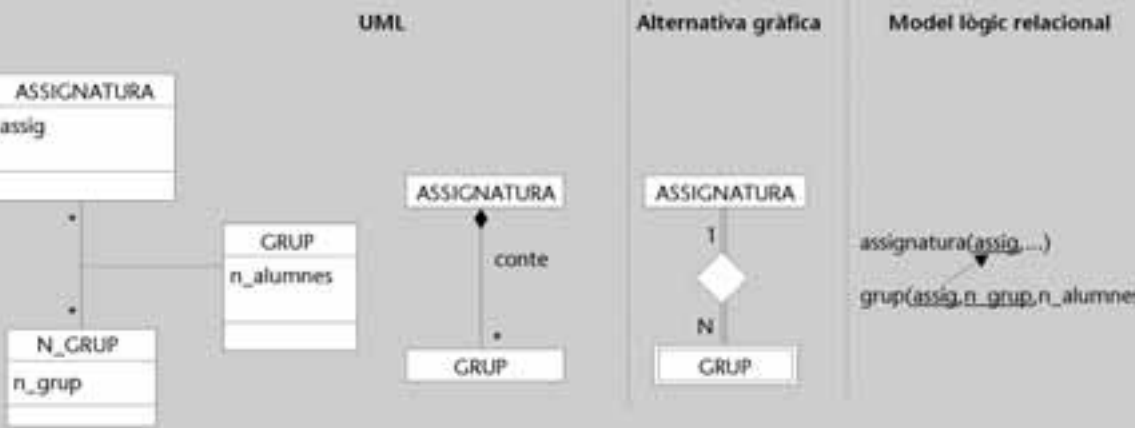 UML
Alternativa gràfica
Model lògic relacional
ASSIGNATURA
assig
*
*
N_GRUP
n_grup
GRUP
n_alumnes
ASSIGNATURA
conte
*
GRUP
ASSIGNATURA
1
N
GRUP
assignatura(assig,...)
grup(assig,n_grup,n_alumnes